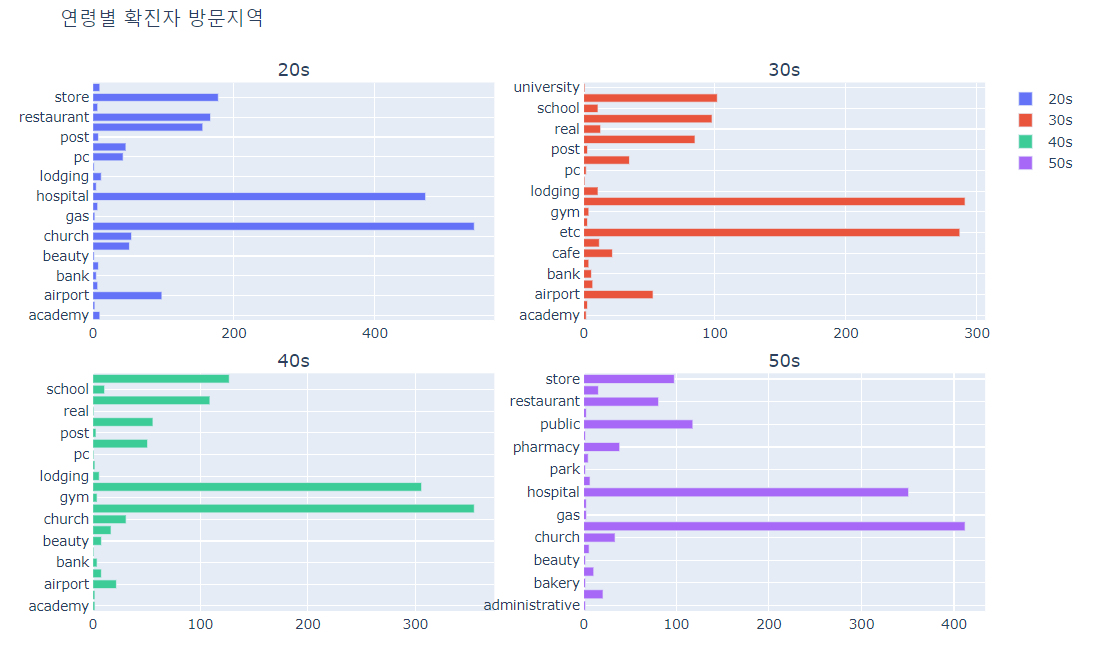 연령별 확진자 방문지역
20s
store
restaurant
post
pc
lodging
hospital
gas
church
beauty
bank
airport
academy
0 200 400
30s
university
school
real
post
pc
lodging
gym
etc
cafe
bank
airport
academy
0 100 200 300
20s
30s
40s
50s
40s
school
real
post
pc
lodging
gym
church
beauty
bank
airport
academy
0 100 200 300
50s
store
restaurant
public
pharmacy
park
hospital
gas
church
beauty
bakery
administrative
0 100 200 300 400